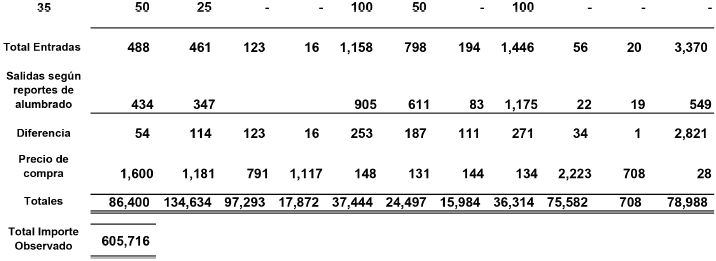 35 50 25 - - 100 50 - 100 - - -
Total Entradas 488 461 123 16 1,158 798 194 1,446 56 20 3,370
Salidas según
reportes de
alumbrado 434 347 905 611 83 1,175 22 19 549
Diferencia 54 114 123 16 253 187 111 271 34 1 2,821
Precio de
compra 1,600 1,181 791 1,117 148 131 144 134 2,223 708 28
Totales 86,400 134,634 97,293 17,872 37,444 24,497 15,984 36,314 75,582 708 78,988
Total Importe
Observado 605,716